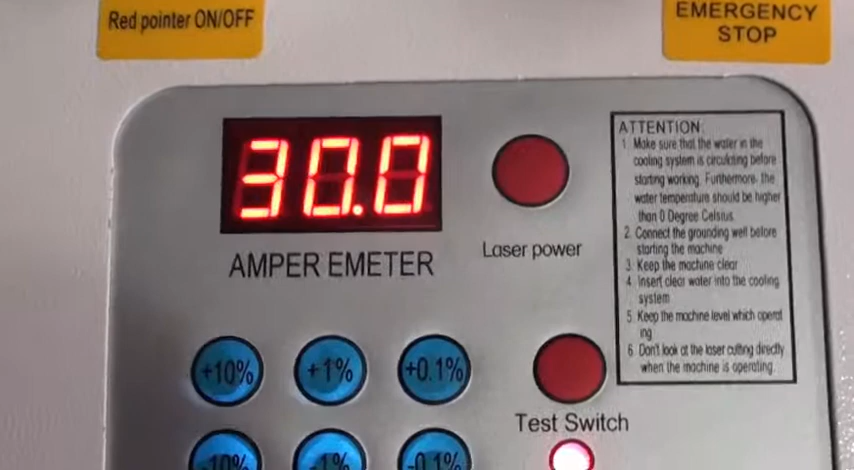 Red pointer ON/OFF
EMERGENCY
STOP
30.0
AMPER EMETER
Laser power
ATTENTION:
1. Make sure that the water in the
cooling system is circulating before
starting working. Furthermore, the
water temperature should be higher
than 0 Degree Celsius.
2. Connect the grounding well before
starting the machine
3. Keep the machine clear
4. Insert clear water into the cooling
system
5. Keep the machine level which operat
ing
6. Don't look at the laser cutting directly
when the machine is operating.
+10%
+1%
+0.1%
Test Switch
-10%
-1%
-0.1%